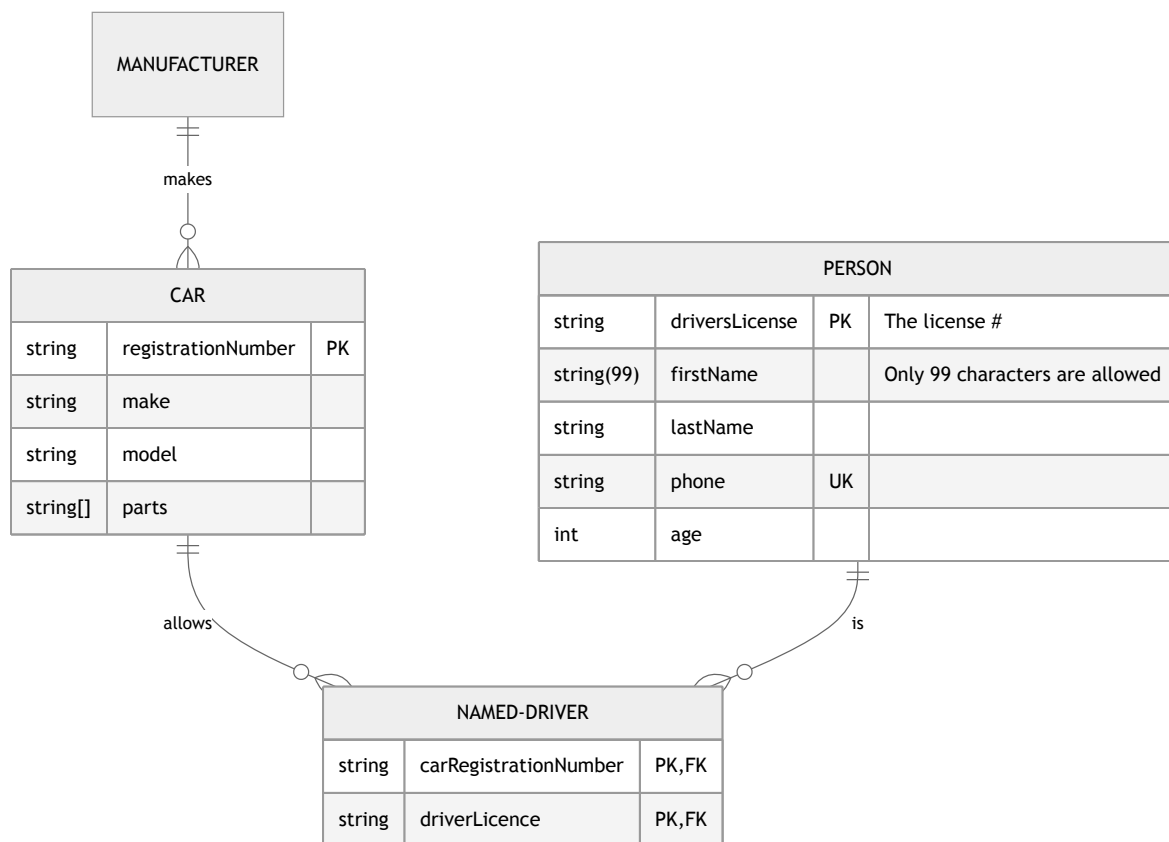 MANUFACTURER
makes
CAR
string registrationNumber PK
string make
string model
string[] parts
PERSON
string driversLicense PK The license #
string(99) firstName Only 99 characters are allowed
string lastName
string phone UK
int age
allows
is
NAMED-DRIVER
string carRegistrationNumber PK,FK
string driverLicence PK,FK